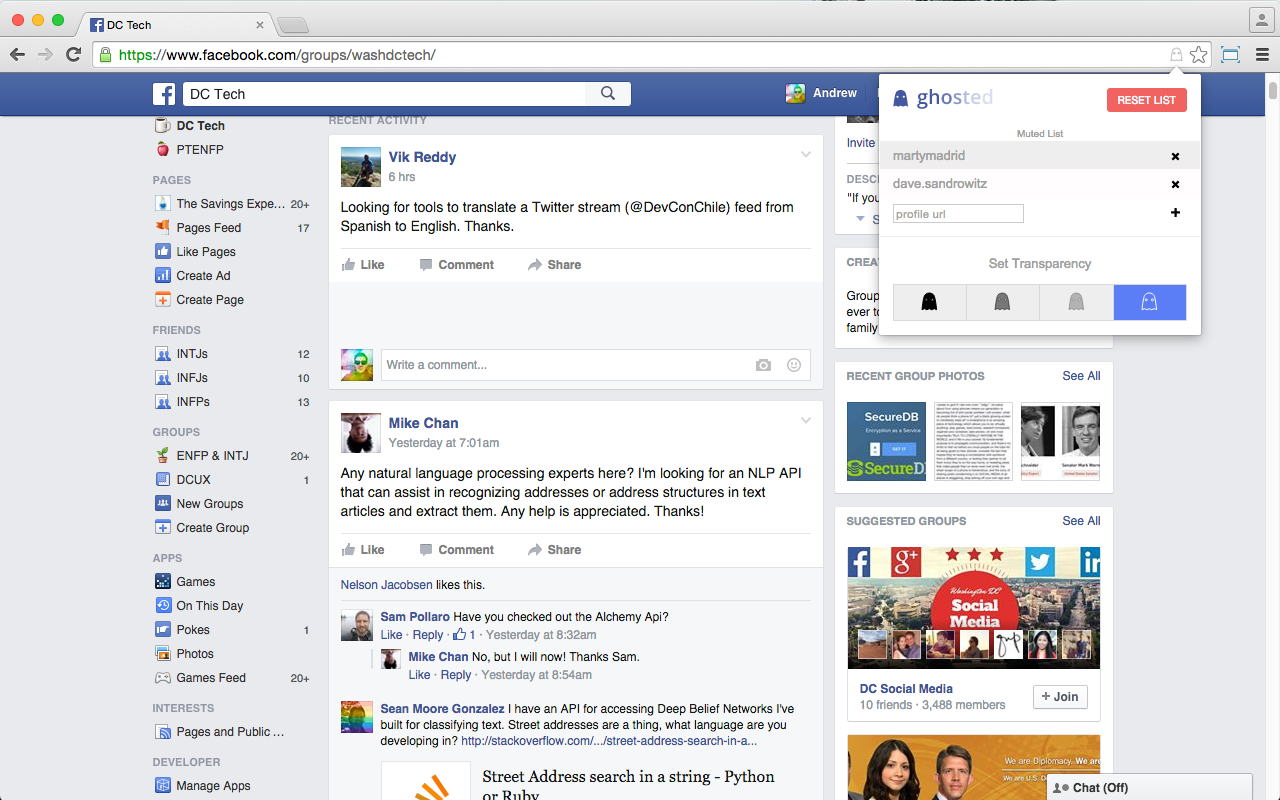 DC Tech
https://www.facebook.com/groups/washdctech/
DC Tech
Andrew
DC Tech
PTENFP
PAGES
The Savings Expe... 20+
Pages Feed 17
Like Pages
Create Ad
Create Page
FRIENDS
INTJs 12
INFJs 10
INFPs 13
GROUPS
ENFP & INTJ 20+
DCUX 1
New Groups
Create Group
APPS
Games
On This Day
Pokes 1
Photos
Games Feed 20+
INTERESTS
Pages and Public ...
DEVELOPER
Manage Apps
RECENT ACTIVITY
Vik Reddy
6 hrs
Looking for tools to translate a Twitter stream (@DevConChile) feed from
Spanish to English. Thanks.
Like Comment Share
Write a comment...
Mike Chan
Yesterday at 7:01am
Any natural language processing experts here? I'm looking for an NLP API
that can assist in recognizing addresses or address structures in text
articles and extract them. Any help is appreciated. Thanks!
Like Comment Share
Nelson Jacobsen likes this.
Sam Pollaro Have you checked out the Alchemy Api?
Like · Reply · 1 · Yesterday at 8:32am
Mike Chan No, but I will now! Thanks Sam.
Like · Reply · Yesterday at 8:54am
Sean Moore Gonzalez I have an API for accessing Deep Belief Networks I've
built for classifying text. Street addresses are a thing, what language are you
developing in? http://stackoverflow.com/.../street-address-search-in-a...
Street Address search in a string - Python
or Ruby
ghosted
RESET LIST
Muted List
martymadrid
dave.sandrowitz
profile url
Set Transparency
Invite
DESC
"If you
S
CREA
Group
ever to
family
RECENT GROUP PHOTOS See All
SecureDB
Encryption as a Service
GET IT
SecureD
Senator Mark Warn
SUGGESTED GROUPS See All
Washington DC
Social
Media
DC Social Media
10 friends · 3,488 members
+ Join
We are Diplomacy. We are
We are U.S. D
Chat (Off)